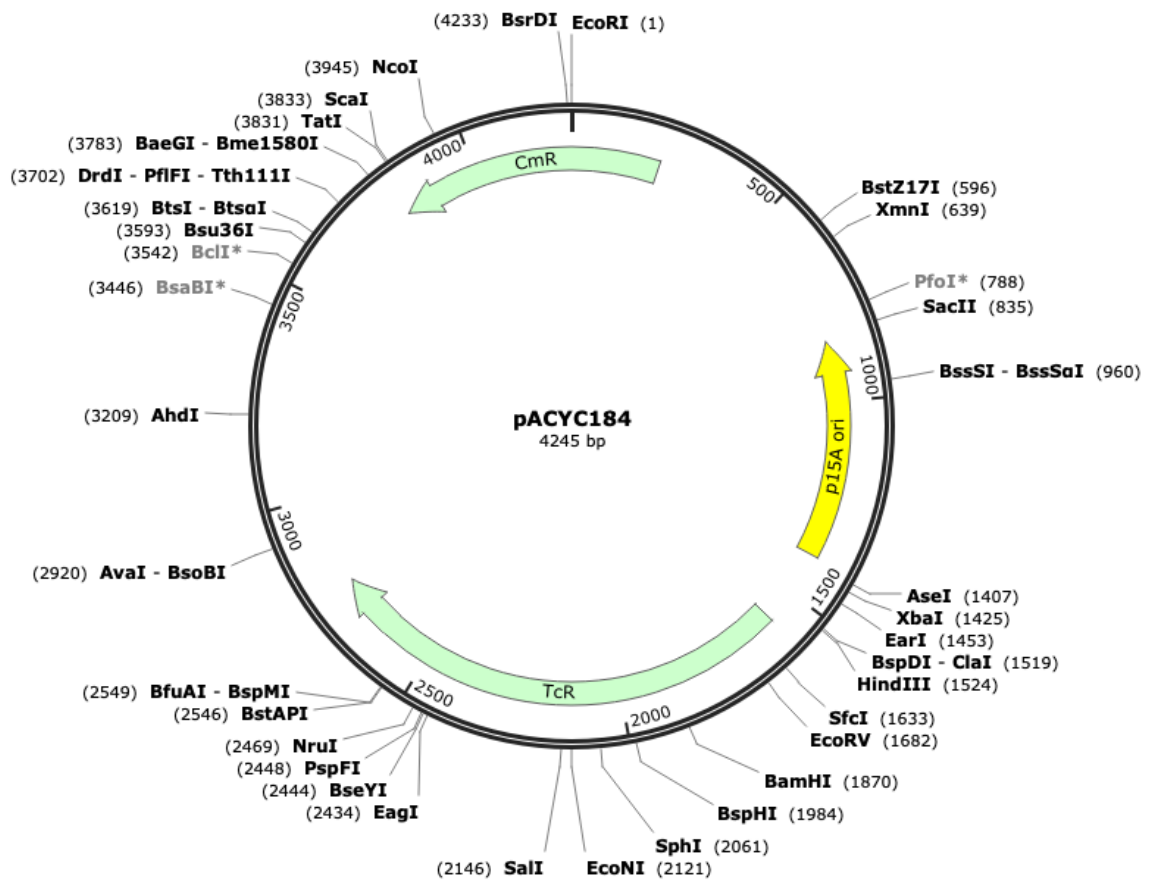 (4233) BsrDI
EcoRI (1)
(3945) NcoI
(3833) ScaI
(3831) TatI
(3783) BaeGI - Bme1580I
(3702) DrdI - PflFI - Tth111I
(3619) BtsI - BtsαI
(3593) Bsu36I
(3542) BclI*
(3446) BsaBI*
(3209) AhdI
(2920) AvaI - BsoBI
(2549) BfuAI - BspMI
(2546) BstAPI
(2469) NruI
(2448) PspFI
(2444) BseYI
(2434) EagI
(2146) SalI
EcoNI (2121)
SphI (2061)
BspHI (1984)
BamHI (1870)
EcoRV (1682)
SfcI (1633)
HindIII (1524)
BspDI - ClaI (1519)
EarI (1453)
XbaI (1425)
AseI (1407)
BssSI - BssSαI (960)
SacII (835)
PfoI* (788)
XmnI (639)
BstZ17I (596)
500
1000
1500
2000
2500
3000
3500
4000
CmR
p15A ori
TcR
pACYC184
4245 bp